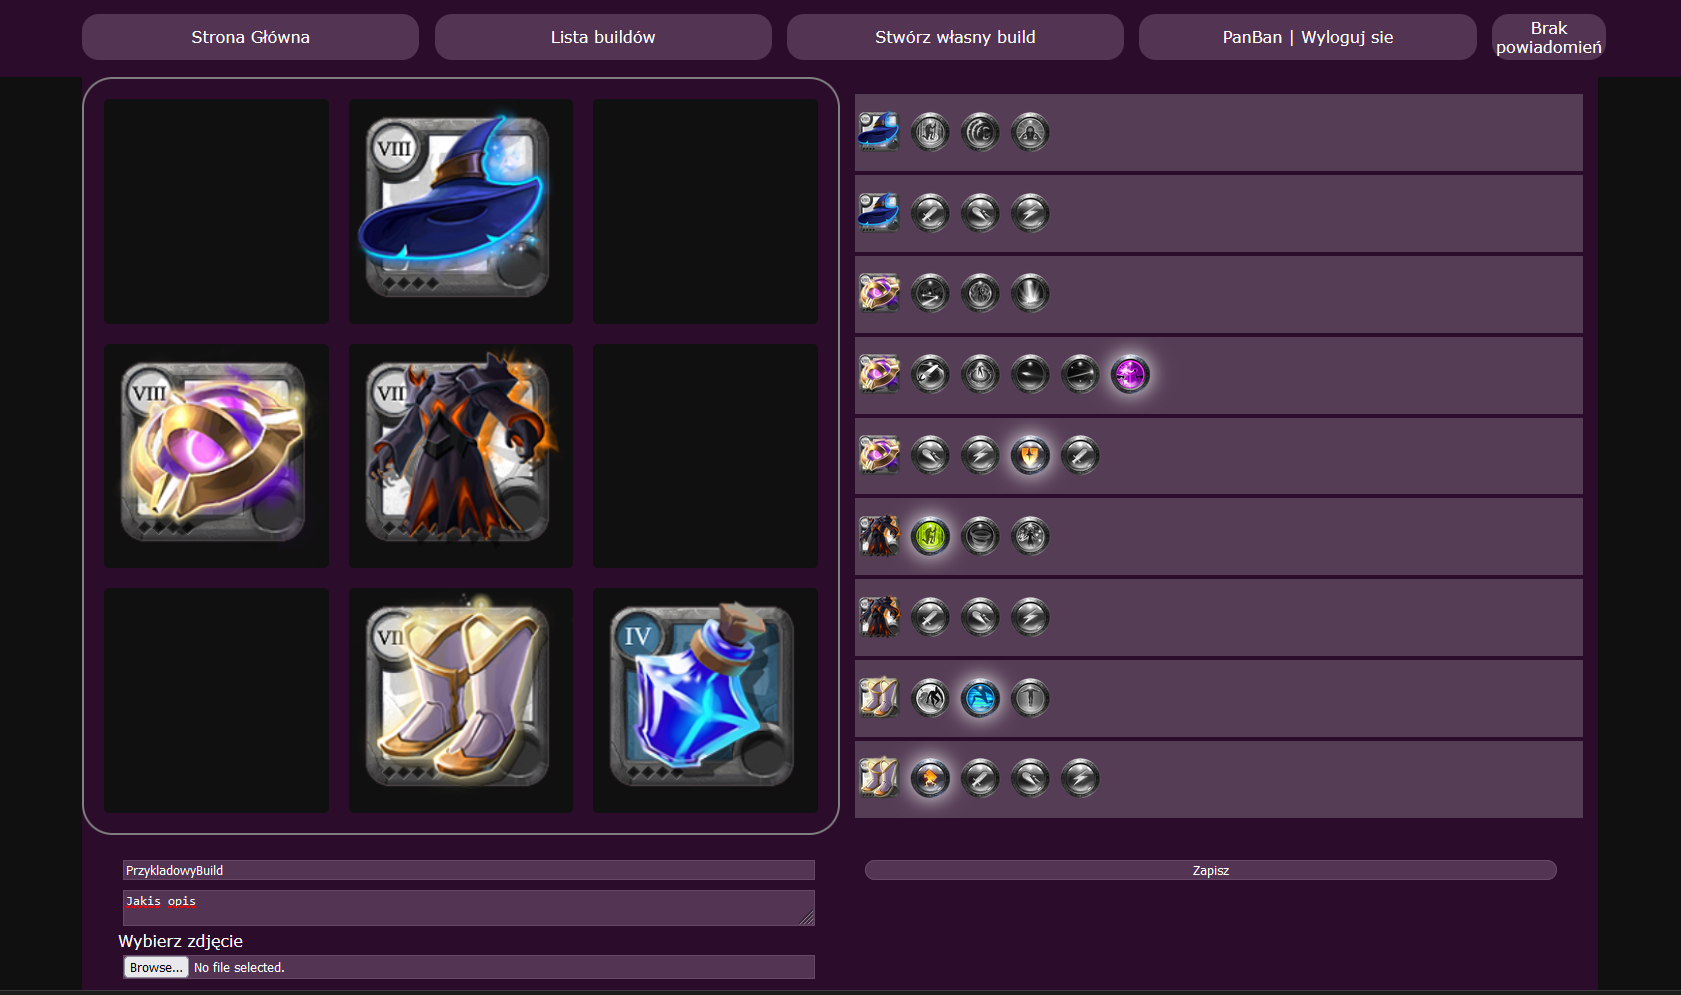 Strona Główna
Lista buildów
Stwórz własny build
PanBan | Wyloguj sie
Brak
powiadomień
VIII
VIII
VII
VII
IV
PrzykladowyBuild
Zapisz
Jakis opis
Wybierz zdjęcie
Browse... No file selected.